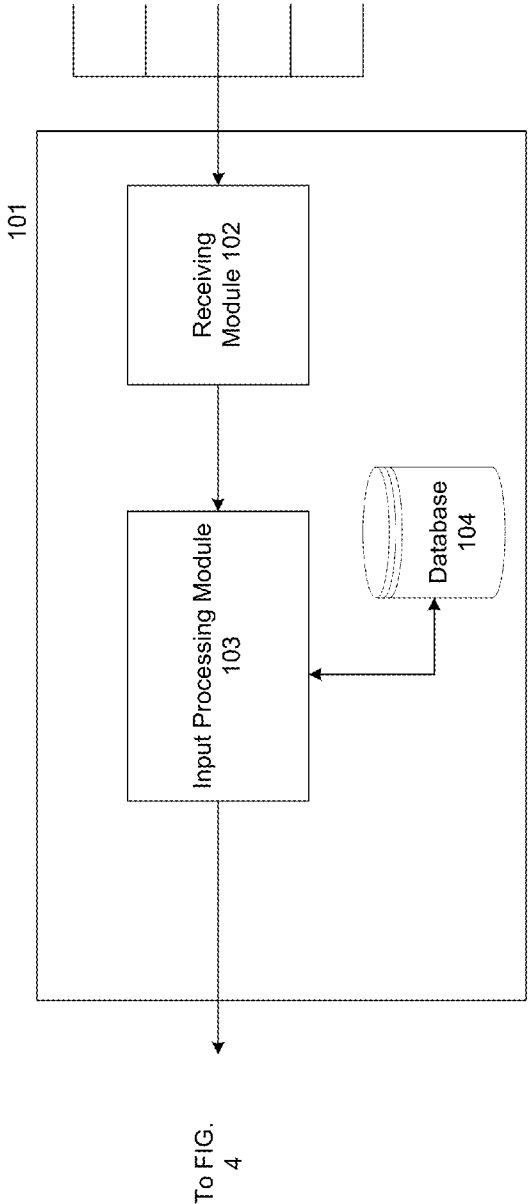 101
Receiving
Module 102
Input Processing Module
103
Database
104
To FIG.
4